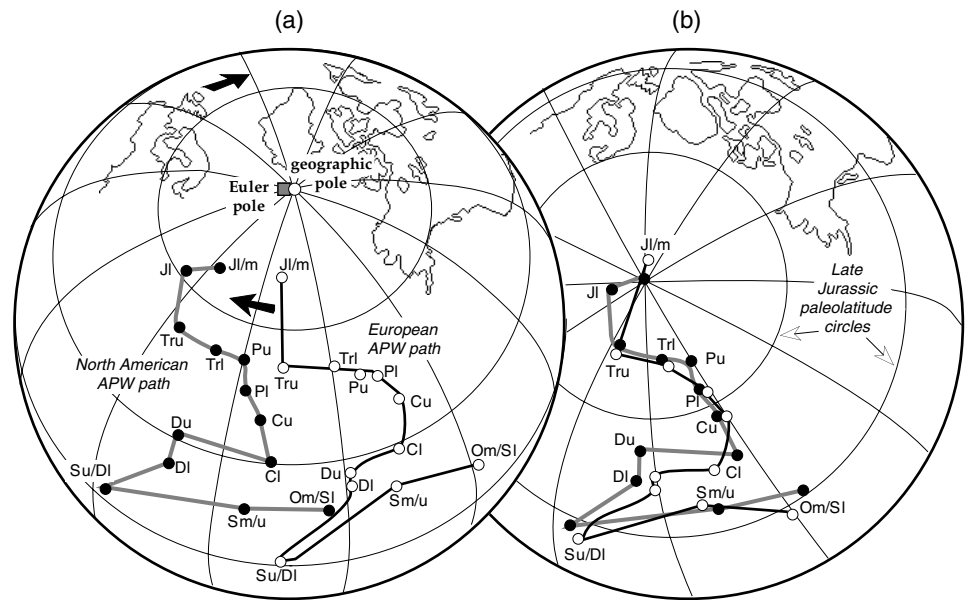 (a)
(b)
geographic
pole
Euler
pole
Jl
Jl/m
Jl/m
Tru
Trl
Pu
North American
APW path
European
APW path
Tru
Trl
Pu
Pl
Pl
Cu
Cu
Du
Dl
Cl
Cl
Su/Dl
Du
Dl
Sm/u
Om/Sl
Sm/u
Om/Sl
Su/Dl
Jl/m
Jl
Late
Jurassic
paleolatitude
circles
Tru
Trl
Pu
Pl
Cu
Du
Dl
Cl
Sm/u
Om/Sl
Su/Dl